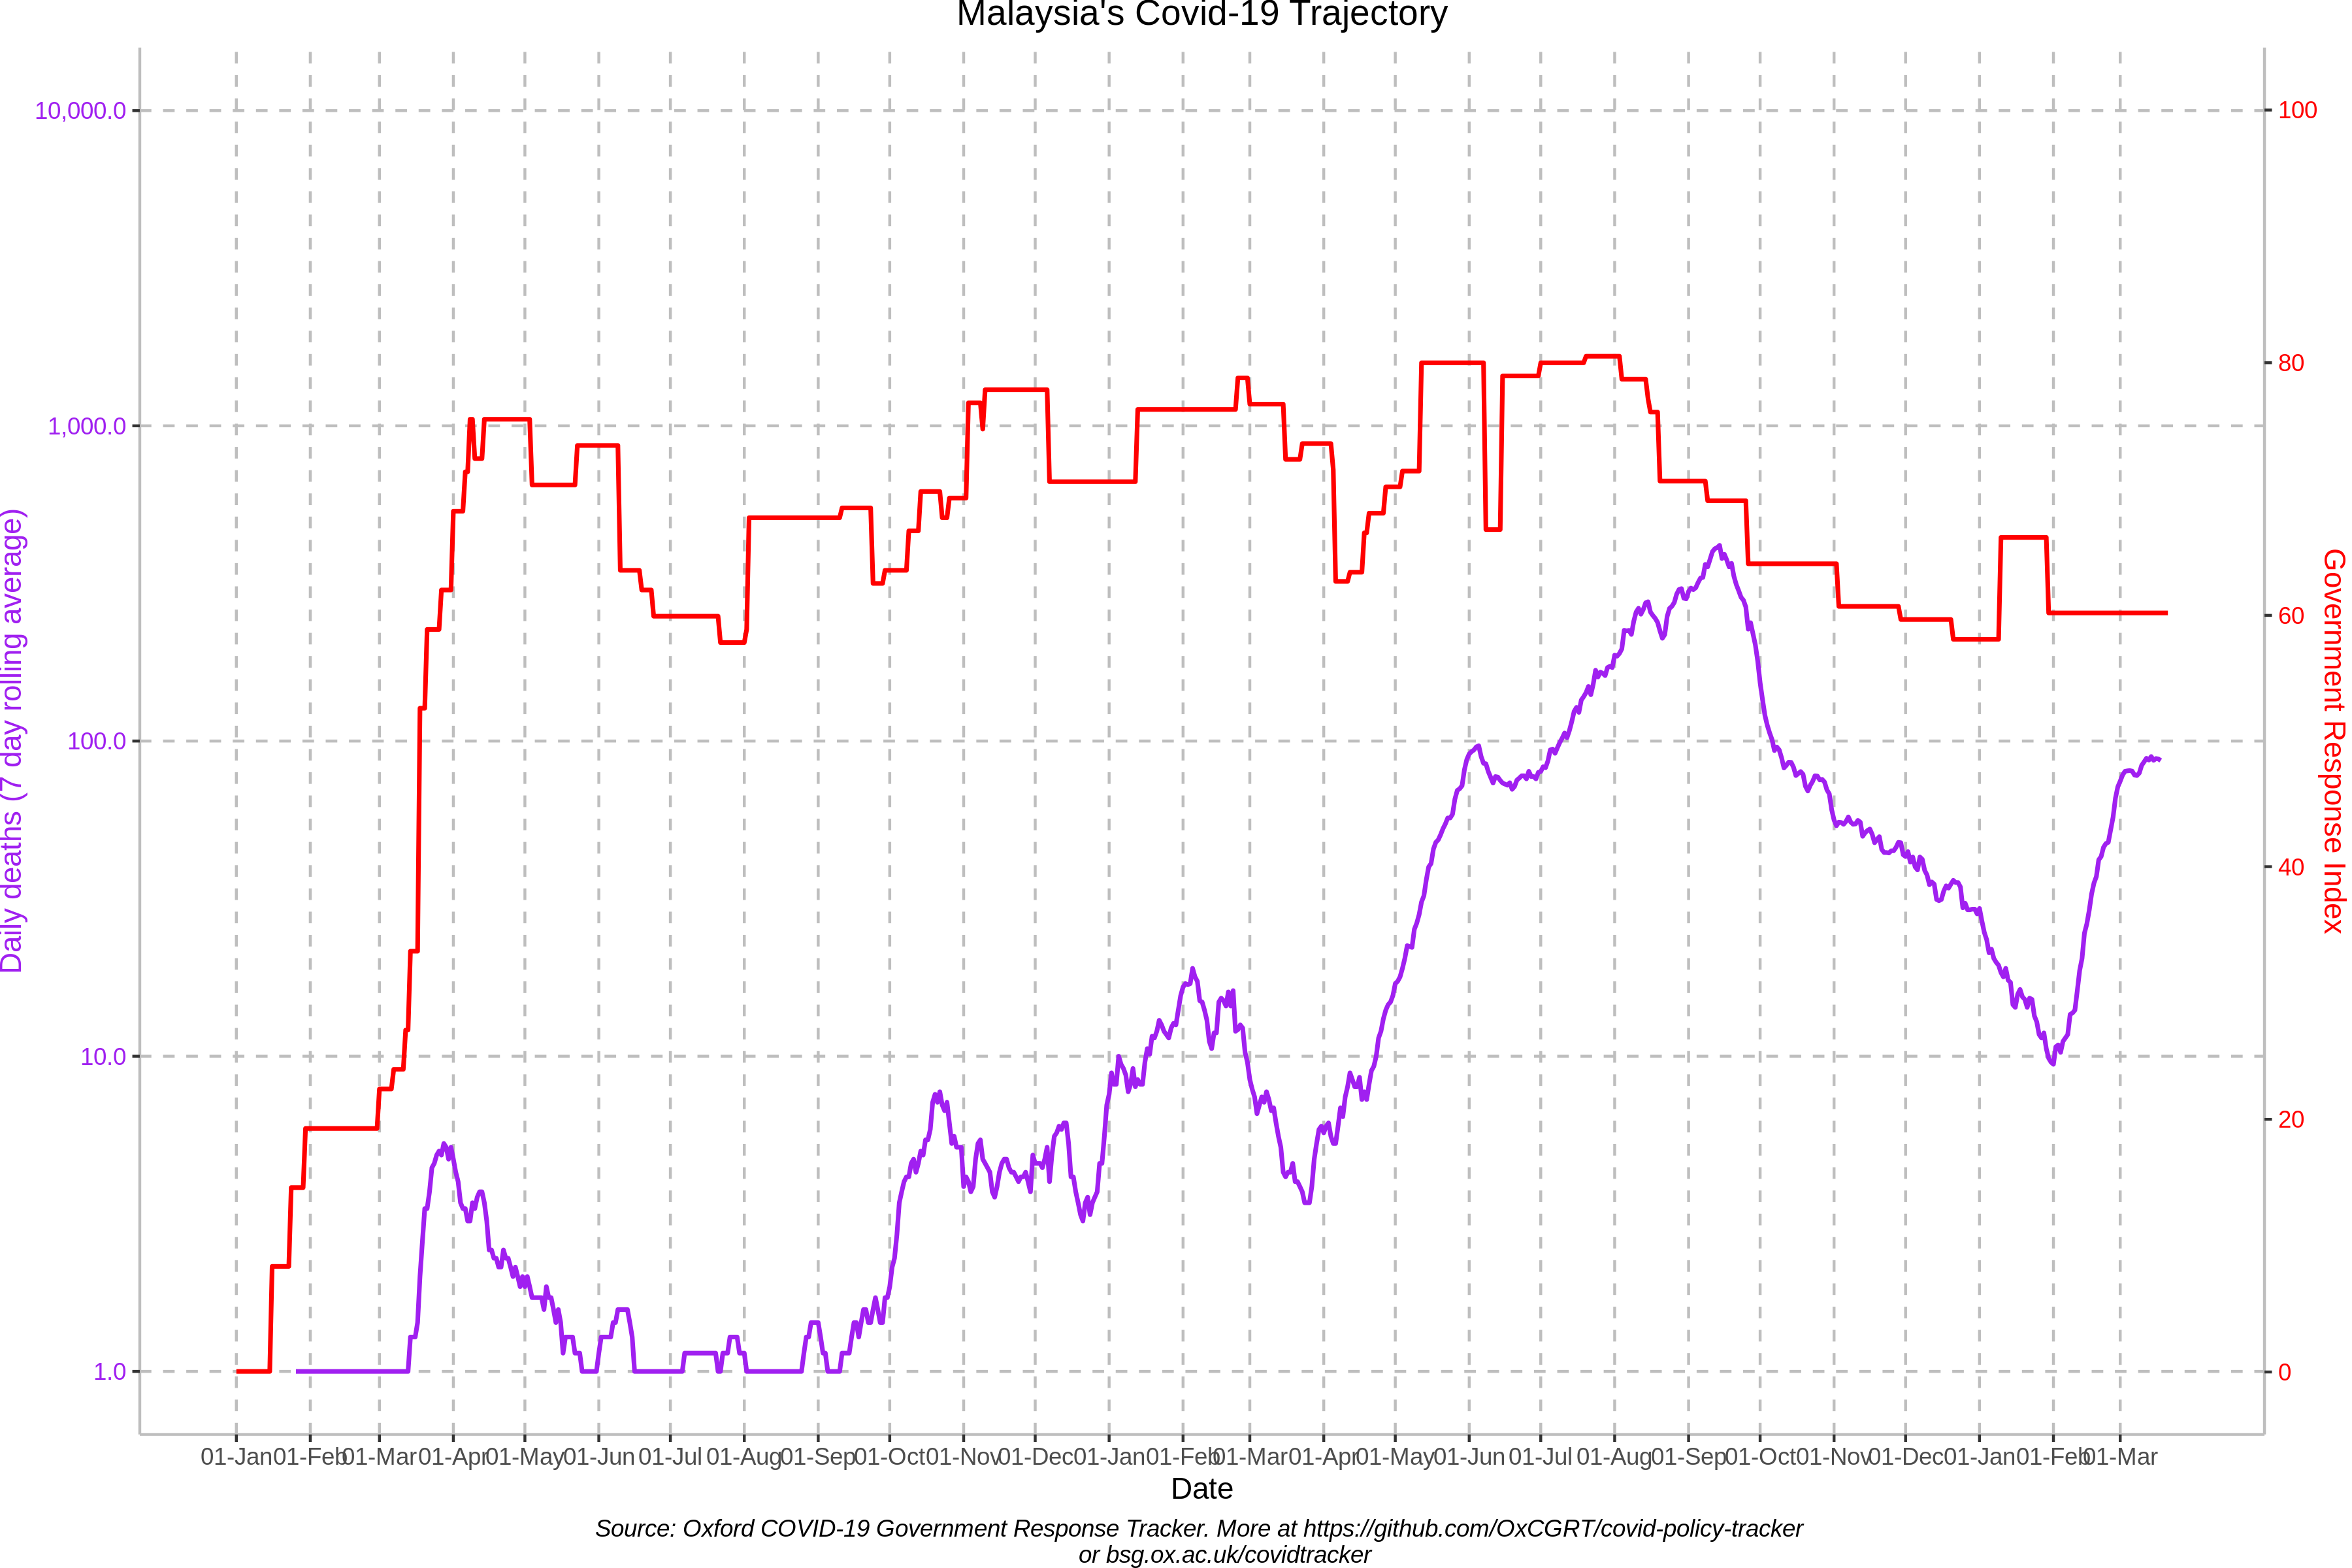 Malaysia's Covid-19 Trajectory
10,000.0
1,000.0
100.0
10.0
1.0
Daily deaths (7 day rolling average)
100
80
60
40
20
0
Government Response Index
01-Jan 01-Feb 01-Mar 01-Apr 01-May 01-Jun 01-Jul 01-Aug 01-Sep 01-Oct 01-Nov 01-Dec 01-Jan 01-Feb 01-Mar 01-Apr 01-May 01-Jun 01-Jul 01-Aug 01-Sep 01-Oct 01-Nov 01-Dec 01-Jan 01-Feb 01-Mar
Date
Source: Oxford COVID-19 Government Response Tracker. More at https://github.com/OxCGRT/covid-policy-tracker
or bsg.ox.ac.uk/covidtracker